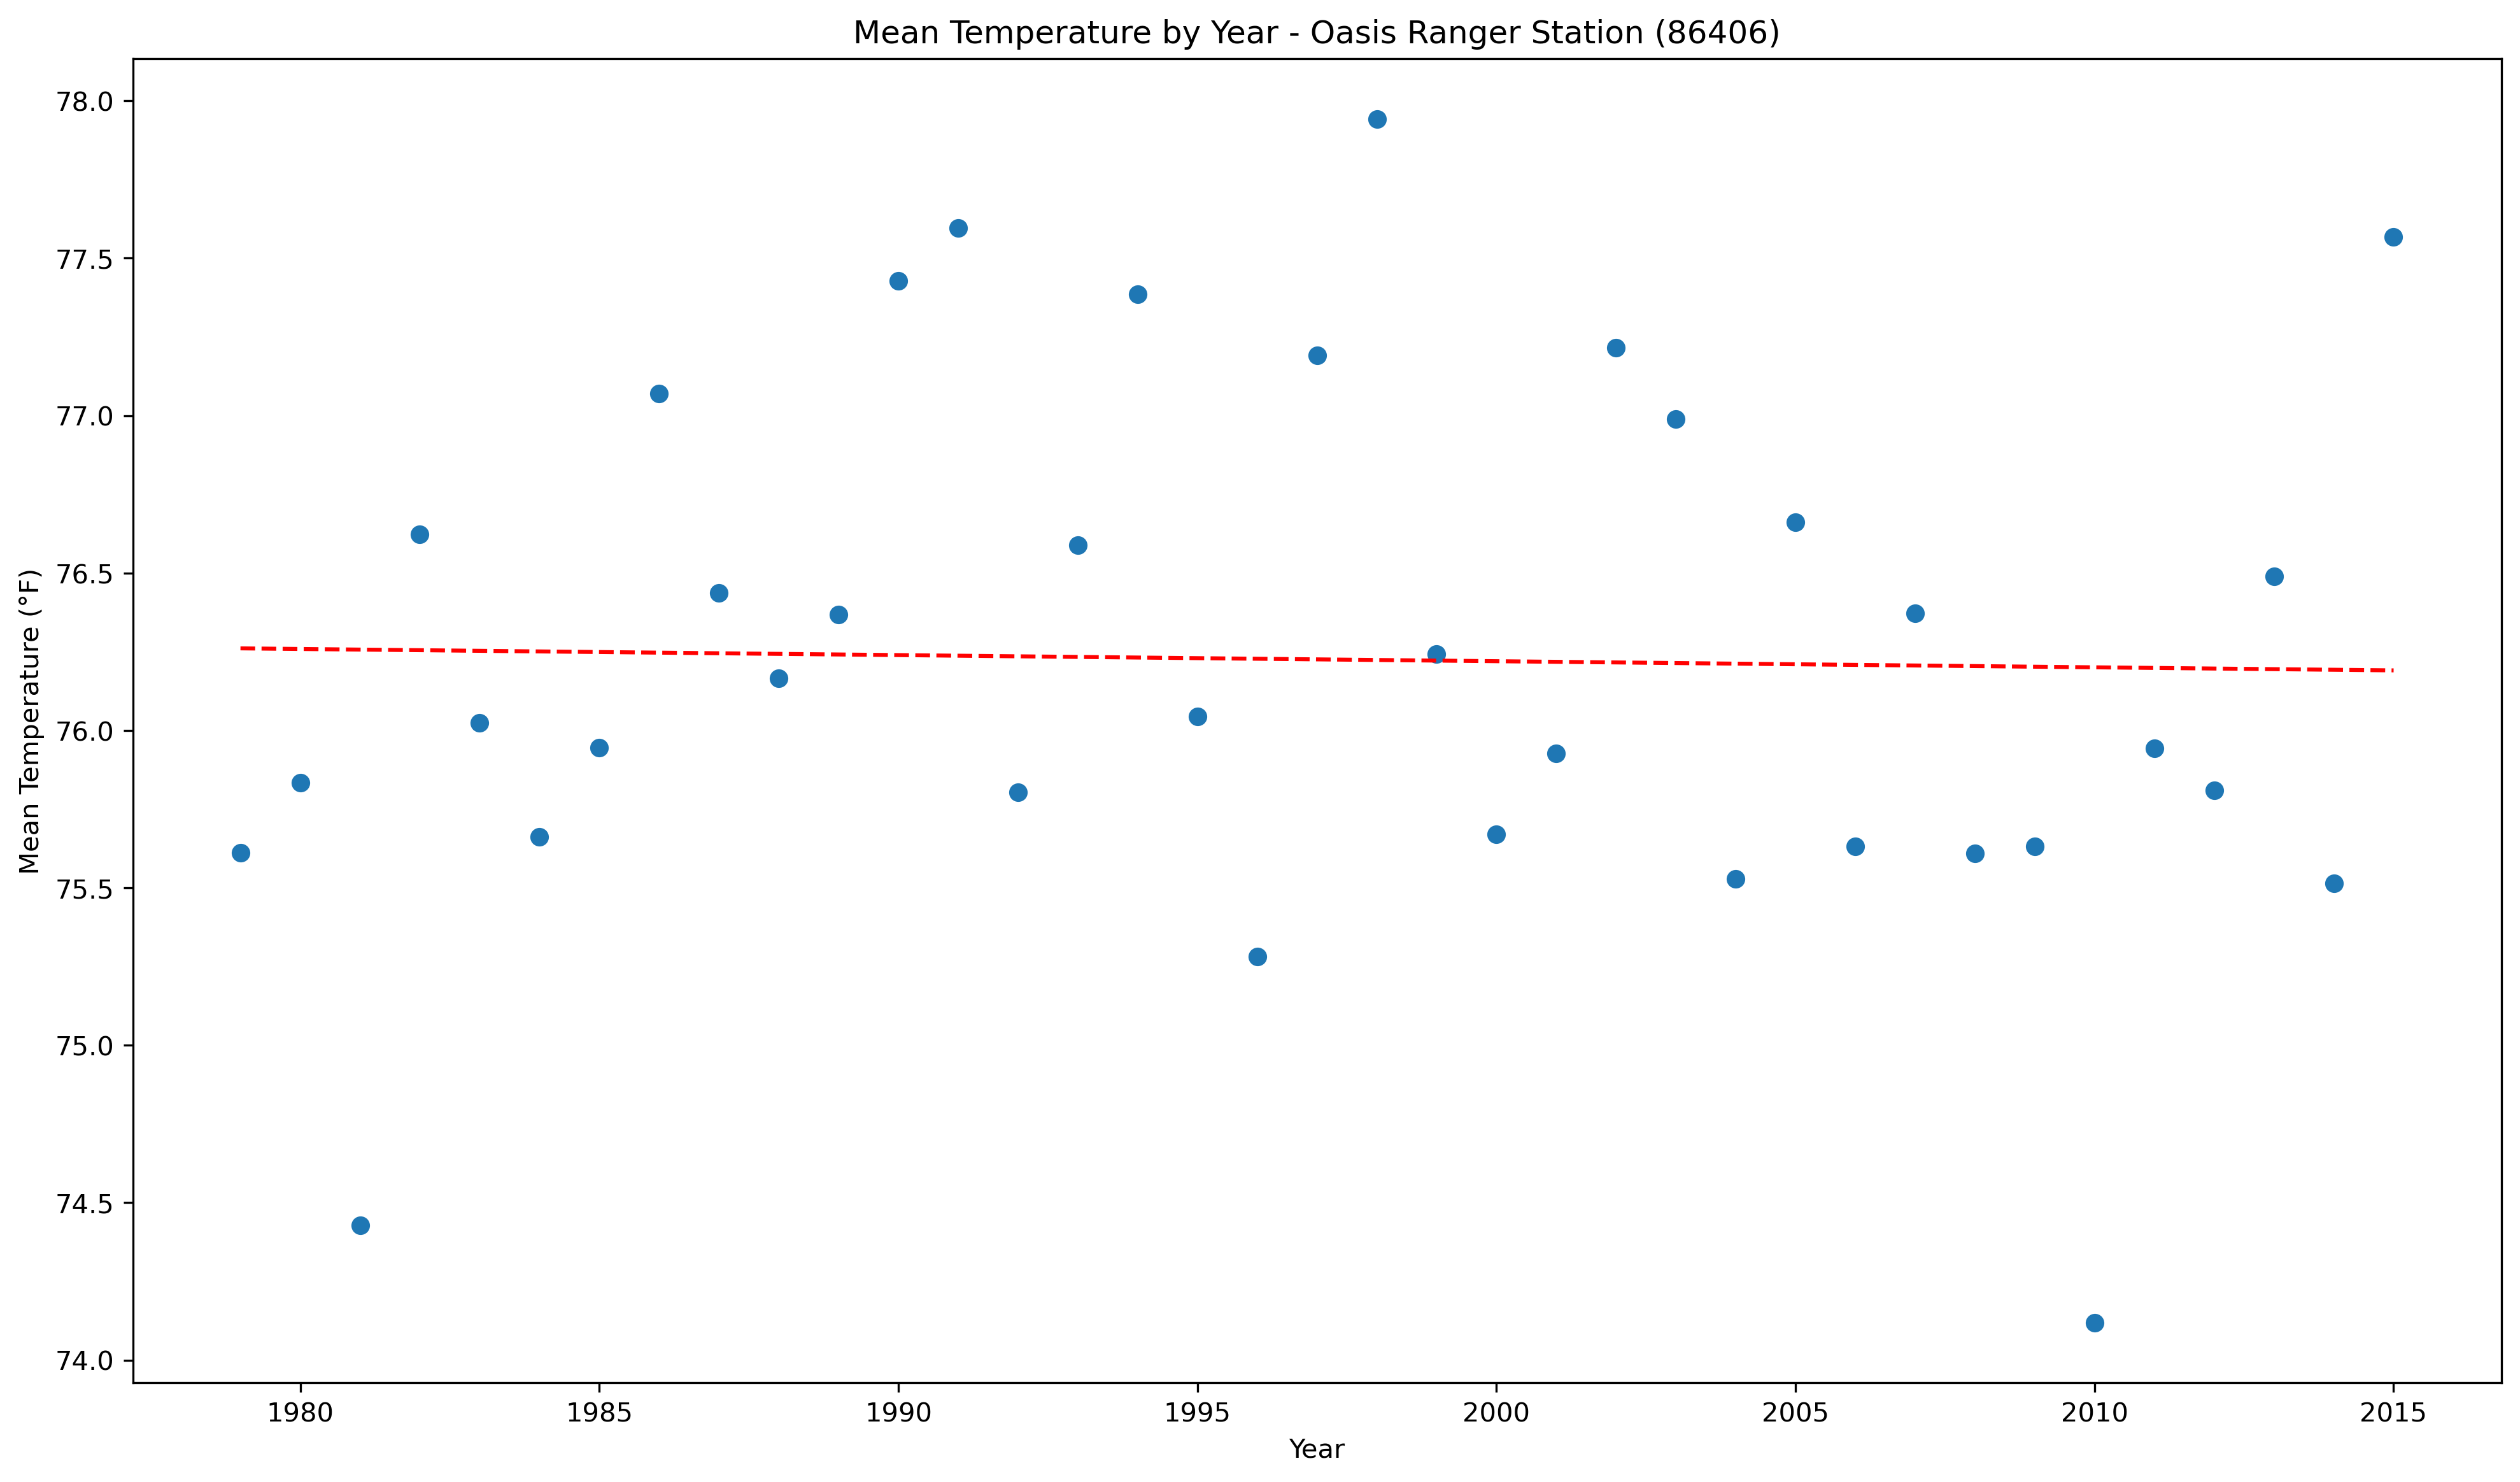 Mean Temperature by Year - Oasis Ranger Station (86406)
Mean Temperature (°F)
78.0
77.5
77.0
76.5
76.0
75.5
75.0
74.5
74.0
1980 1985 1990 1995 2000 2005 2010 2015
Year